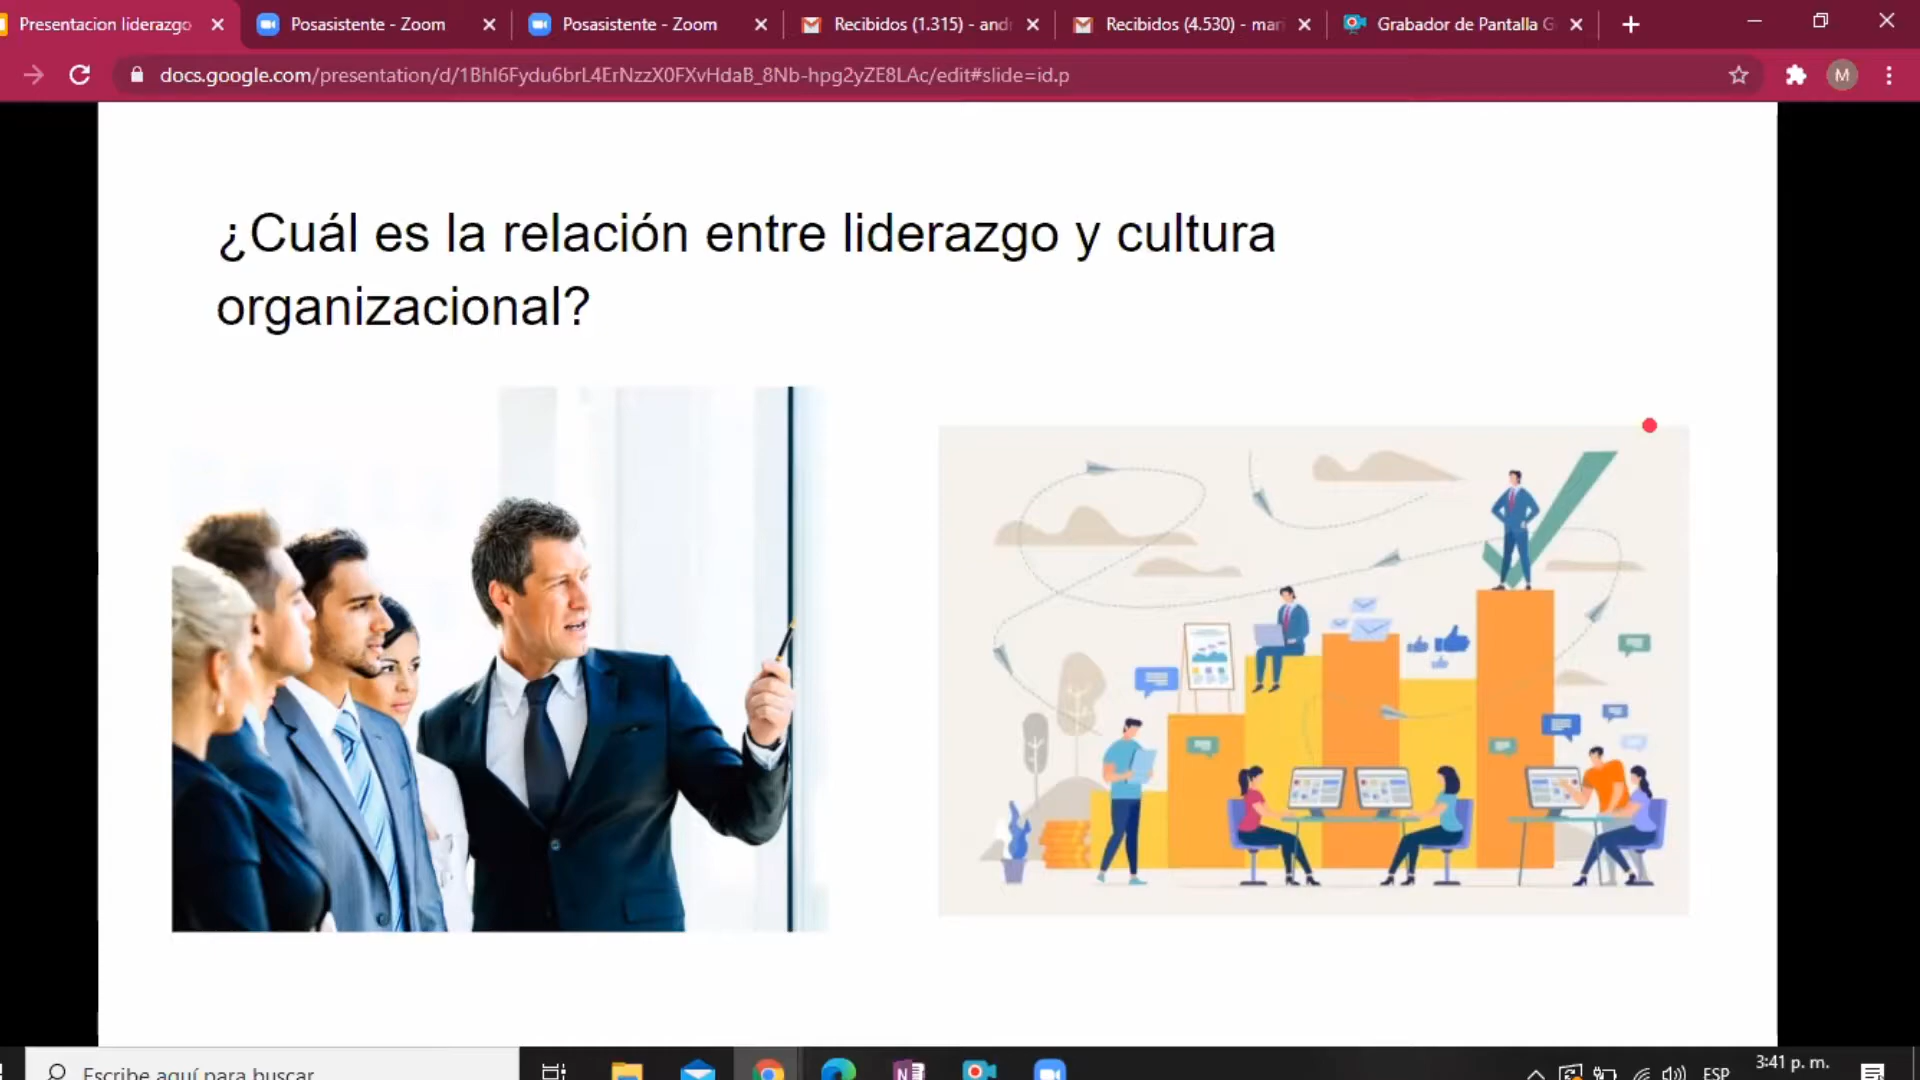 Presentacion liderazgo
Posasistente - Zoom
Posasistente - Zoom
Recibidos (1.315) - and
Recibidos (4.530) - mar
Grabador de Pantalla G
docs.google.com/presentation/d/1BhI6Fydu6brL4ErNzzX0FXvHdaB_8Nb-hpg2yZE8LAc/edit#slide=id.p
M
¿Cuál es la relación entre liderazgo y cultura
organizacional?
Escribe aquí para buscar
N
ESP
3:41 p. m.